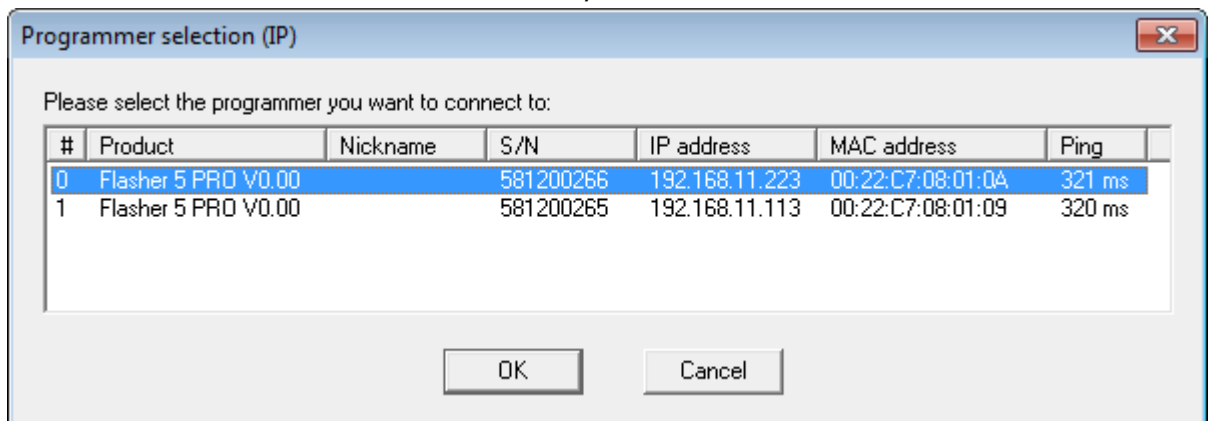 Programmer selection (IP)
Please select the programmer you want to connect to:
# Product Nickname S/N IP address MAC address Ping
0 Flasher 5 PRO V0.00 581200266 192.168.11.223 00:22:C7:08:01:0A 321 ms
1 Flasher 5 PRO V0.00 581200265 192.168.11.113 00:22:C7:08:01:09 320 ms
OK Cancel